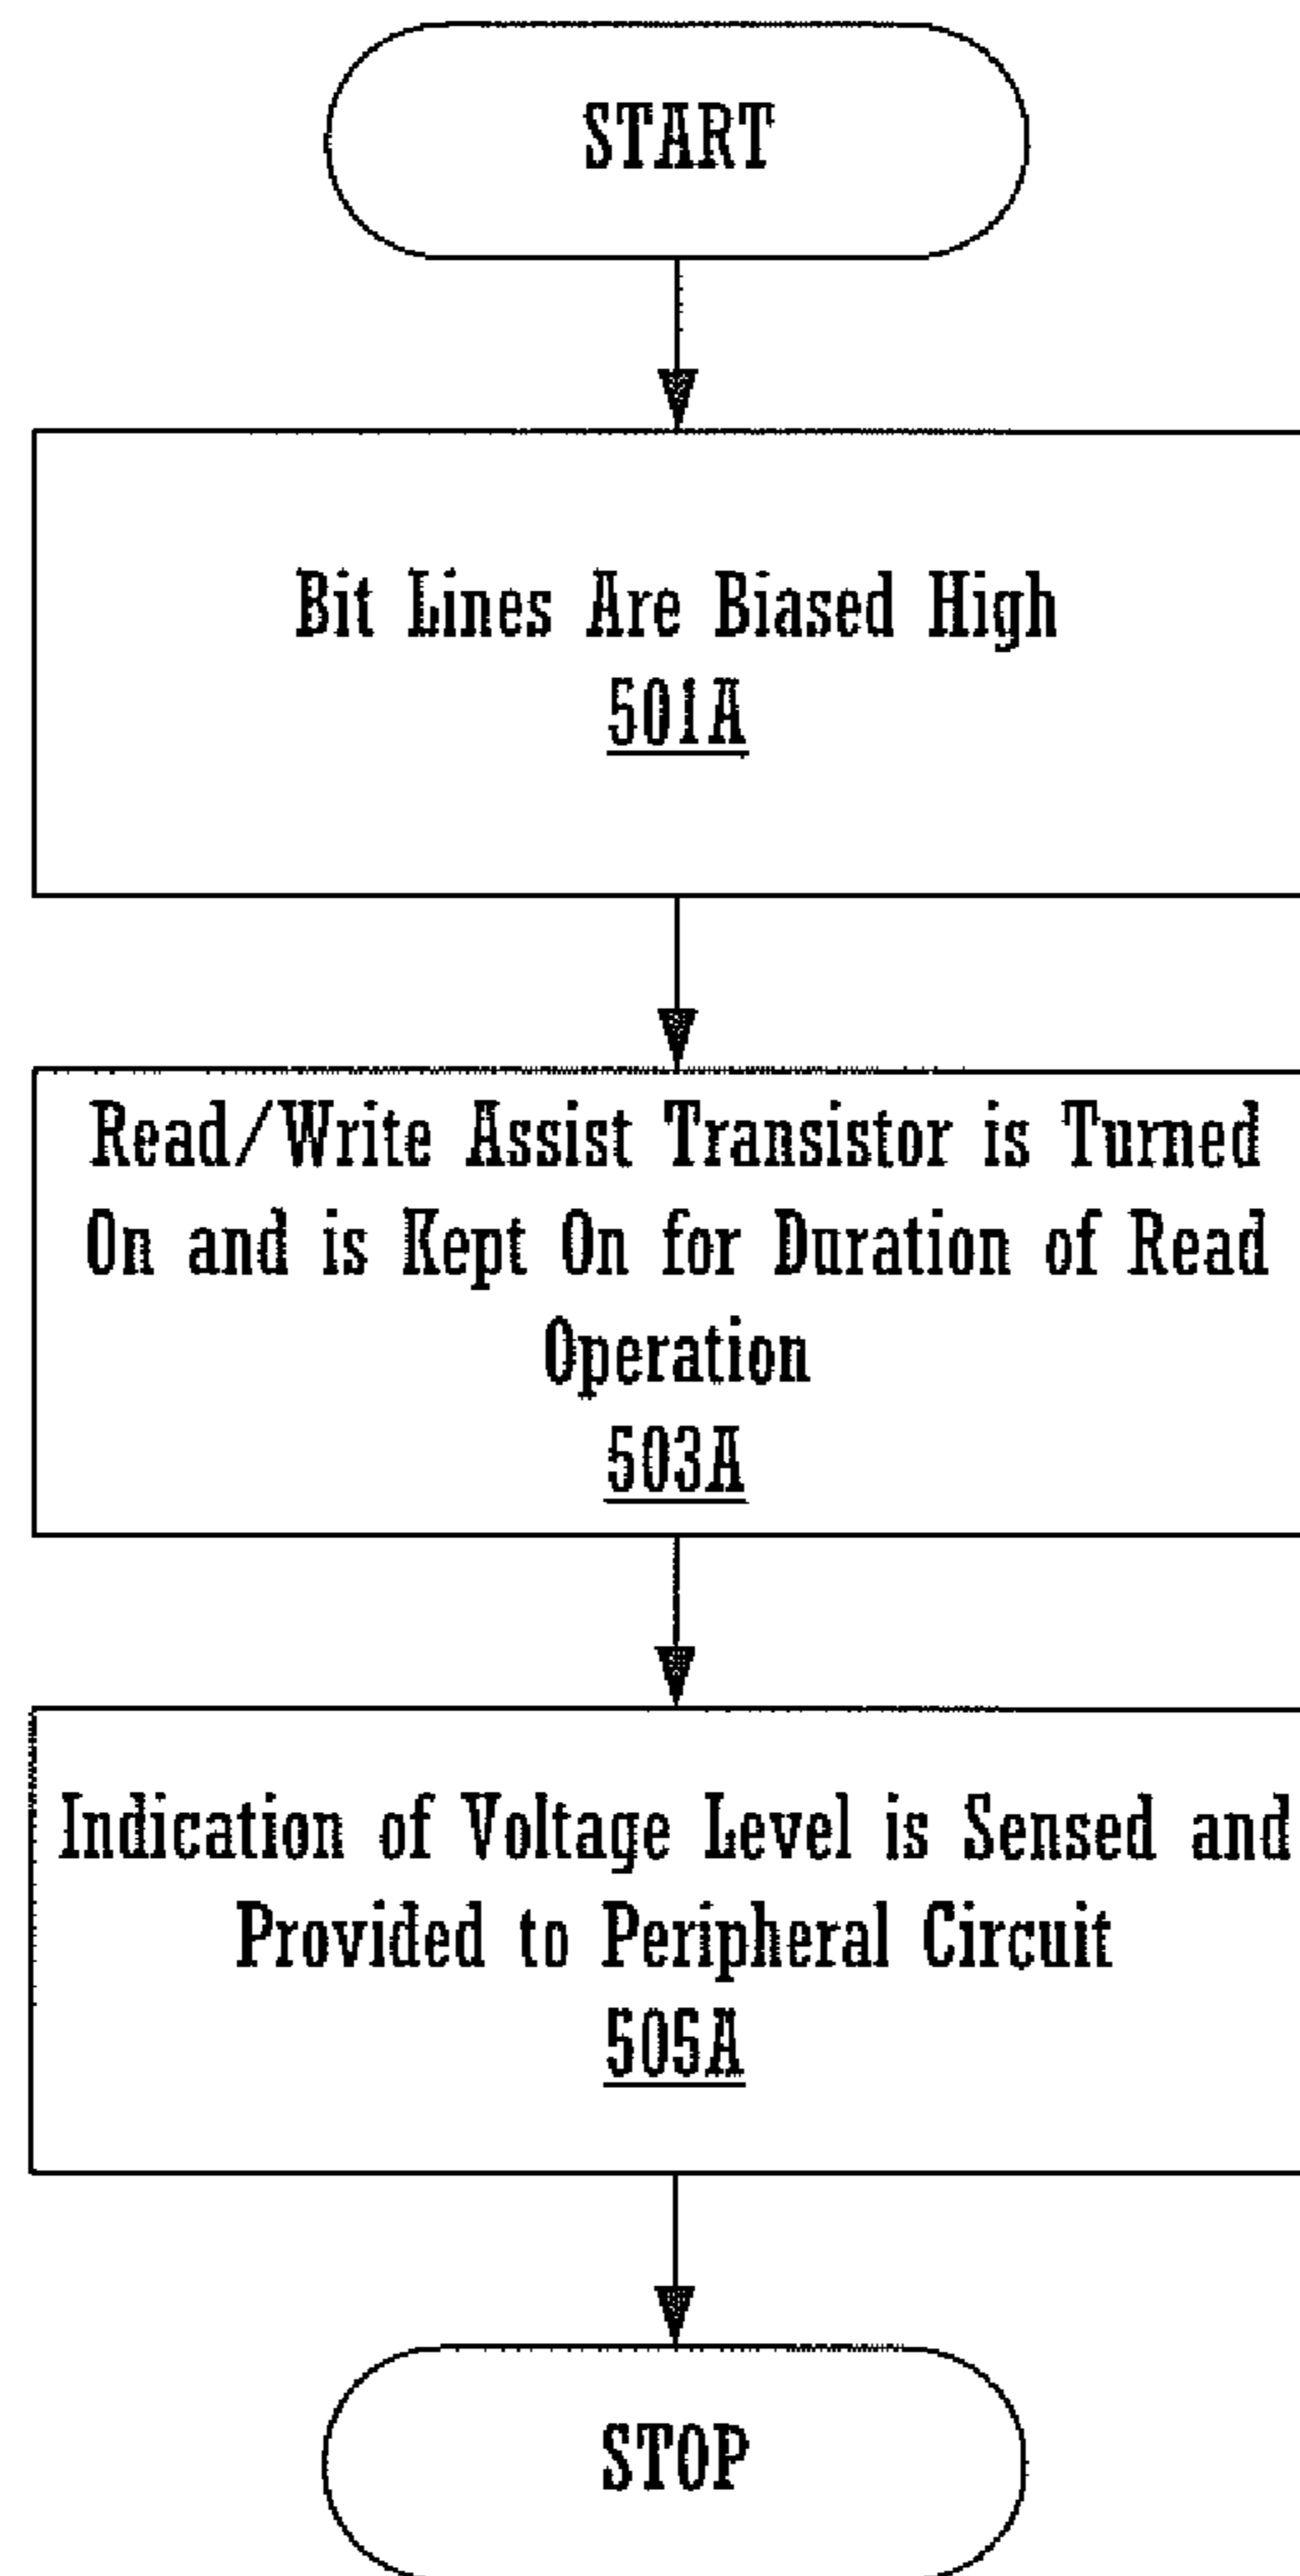 START
Bit Lines Are Biased High
501A
Read/Write Assist Transistor is Turned
On and is Kept On for Duration of Read
Operation
503A
Indication of Voltage Level is Sensed and
Provided to Peripheral Circuit
505A
STOP